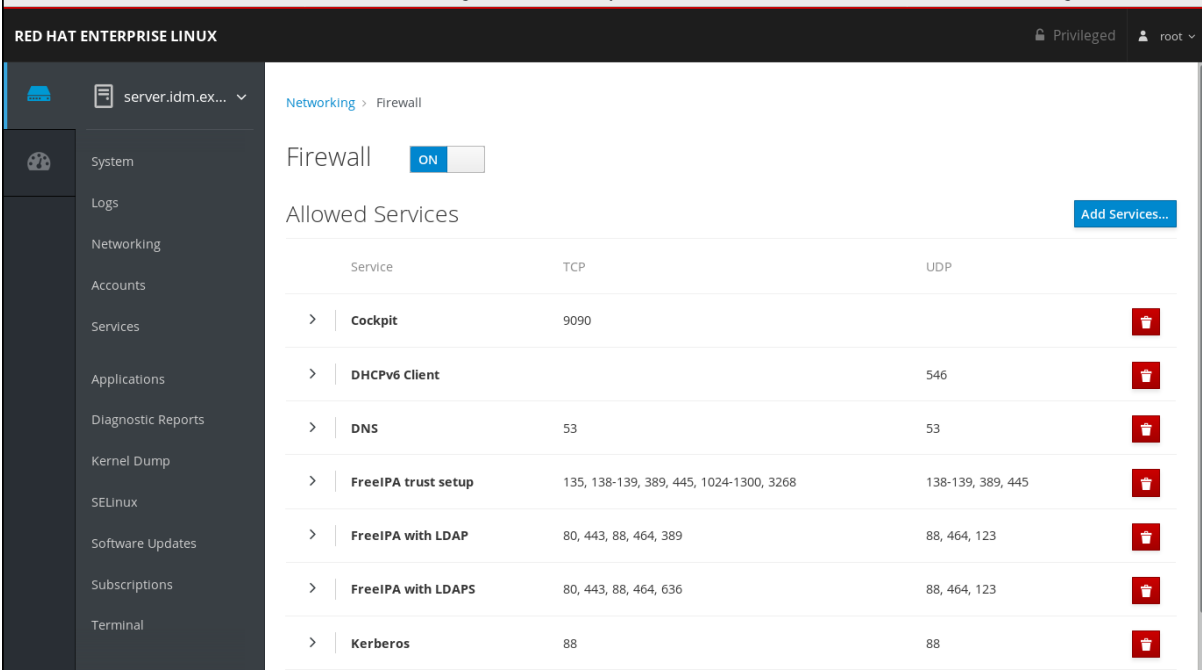 RED HAT ENTERPRISE LINUX
Privileged
root
server.idm.ex...
System
Logs
Networking
Accounts
Services
Applications
Diagnostic Reports
Kernel Dump
SELinux
Software Updates
Subscriptions
Terminal
Networking > Firewall
Firewall ON
Allowed Services
Add Services...
Service TCP UDP
Cockpit 9090
DHCPv6 Client 546
DNS 53 53
FreeIPA trust setup 135, 138-139, 389, 445, 1024-1300, 3268 138-139, 389, 445
FreeIPA with LDAP 80, 443, 88, 464, 389 88, 464, 123
FreeIPA with LDAPS 80, 443, 88, 464, 636 88, 464, 123
Kerberos 88 88